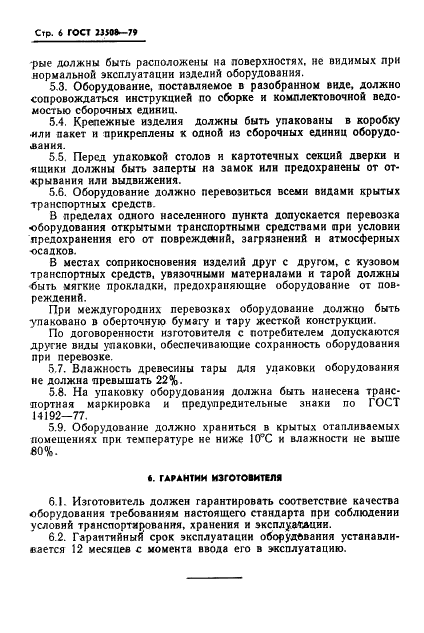 Стр. 6 ГОСТ 23508—79
рые должны быть расположены на поверхностях, не видимых при
нормальной эксплуатации изделий оборудования.
5.3. Оборудование, поставляемое в разобранном виде, должно
сопровождаться инструкцией по сборке и комплектовочной ведо-
мостью сборочных единиц.
5.4. Крепежные изделия должны быть упакованы в коробку
или пакет и прикреплены к одной из сборочных единиц оборудо-
вания.
5.5. Перед упаковкой столов и картотечных секций дверки и
ящики должны быть заперты на замок или предохранены от от-
крывания или выдвижения.
5.6. Оборудование должно перевозиться всеми видами крытых
транспортных средств.
В пределах одного населенного пункта допускается перевозка
оборудования открытыми транспортными средствами при условии
предохранения его от повреждений, загрязнений и атмосферных
осадков.
В местах соприкосновения изделий друг с другом, с кузовом
транспортных средств, увязочными материалами и тарой должны
быть мягкие прокладки, предохраняющие оборудование от пов-
реждений.
При междугородних перевозках оборудование должно быть
упаковано в оберточную бумагу и тару жесткой конструкции.
По договоренности изготовителя с потребителем допускаются
другие виды упаковки, обеспечивающие сохранность оборудования
при перевозке.
5.7. Влажность древесины тары для упаковки оборудования
не должна превышать 22%.
5.8. На упаковку оборудования должна быть нанесена транс-
портная маркировка и предупредительные знаки по ГОСТ
14192—77.
5.9. Оборудование должно храниться в крытых отапливаемых
помещениях при температуре не ниже 10°С и влажности не выше
80%.
6. ГАРАНТИИ ИЗГОТОВИТЕЛЯ
6.1. Изготовитель должен гарантировать соответствие качества
оборудования требованиям настоящего стандарта при соблюдении
условий транспортирования, хранения и эксплуатации.
6.2. Гарантийный срок эксплуатации оборудования устанавли-
вается 12 месяцев с момента ввода его в эксплуатацию.